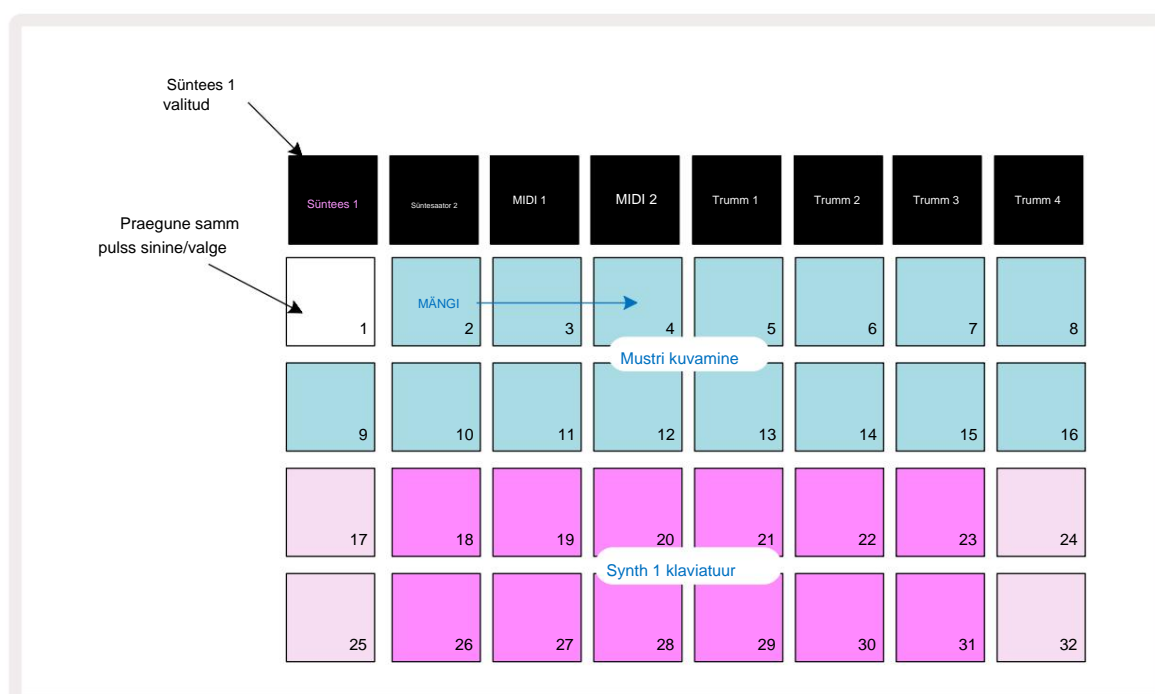 Süntees 1
valitud
Süntees 1
Süntesaator 2
MIDI 1
MIDI 2
Trumm 1
Trumm 2
Trumm 3
Trumm 4
Praegune samm
pulss sinine/valge
MÄNGI
1
2
3
4
5
6
7
8
Mustri kuvamine
9
10
11
12
13
14
15
16
17
18
19
20
21
22
23
24
Synth 1 klaviatuur
25
26
27
28
29
30
31
32